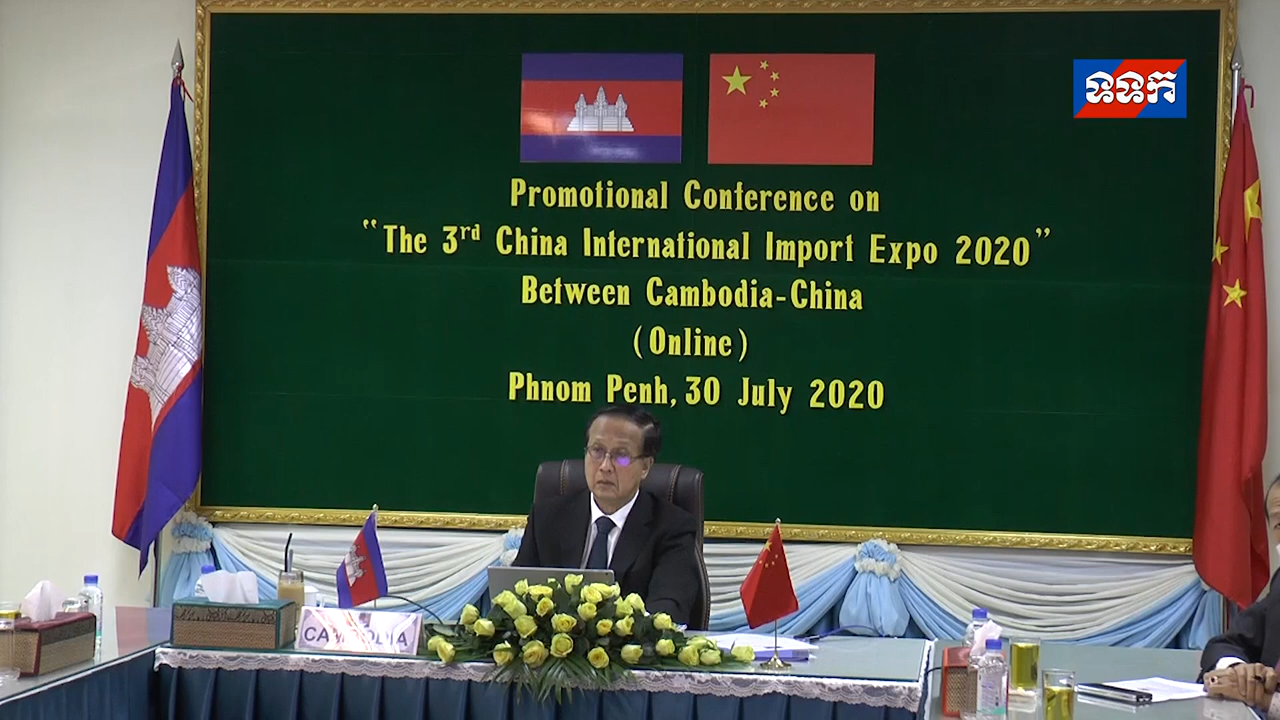 ទទក
Promotional Conference on
"The 3rd China International Import Expo 2020"
Between Cambodia-China
(Online)
Phnom Penh, 30 July 2020
CAMBODIA